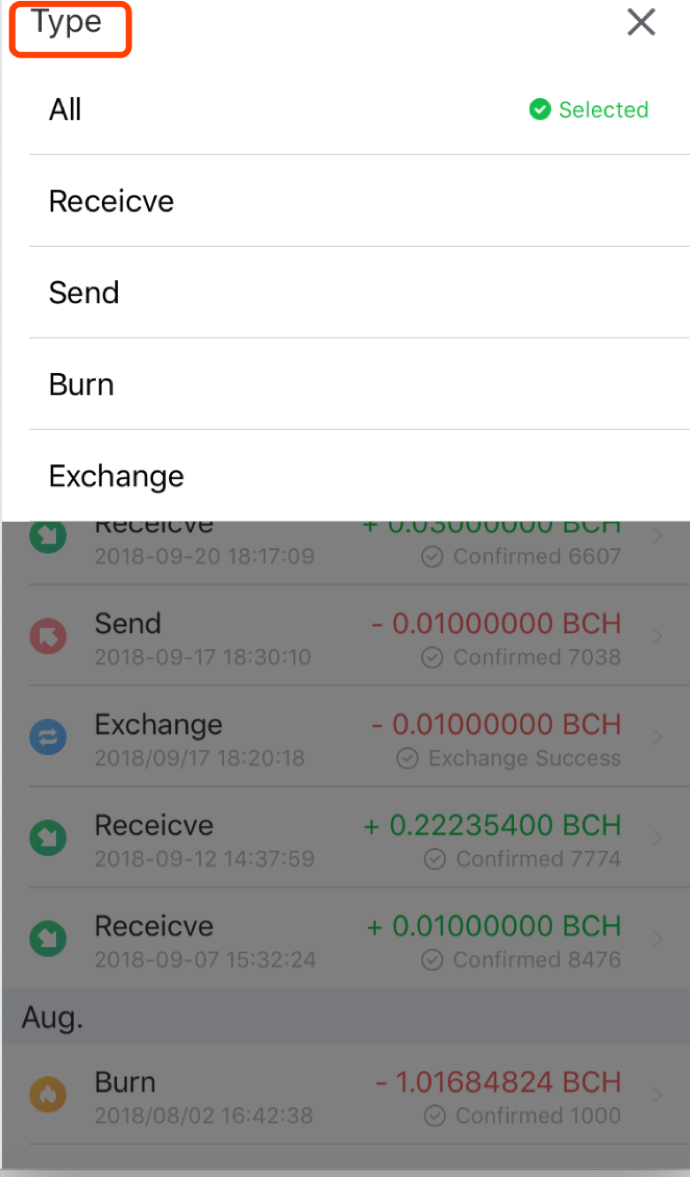 Type
All
Selected
Receicve
Send
Burn
Exchange
Receicve + 0.03000000 BCH
2018-09-20 18:17:09 Confirmed 6607
Send - 0.01000000 BCH
2018-09-17 18:30:10 Confirmed 7038
Exchange - 0.01000000 BCH
2018/09/17 18:20:18 Exchange Success
Receicve + 0.22235400 BCH
2018-09-12 14:37:59 Confirmed 7774
Receicve + 0.01000000 BCH
2018-09-07 15:32:24 Confirmed 8476
Aug.
Burn - 1.01684824 BCH
2018/08/02 16:42:38 Confirmed 1000